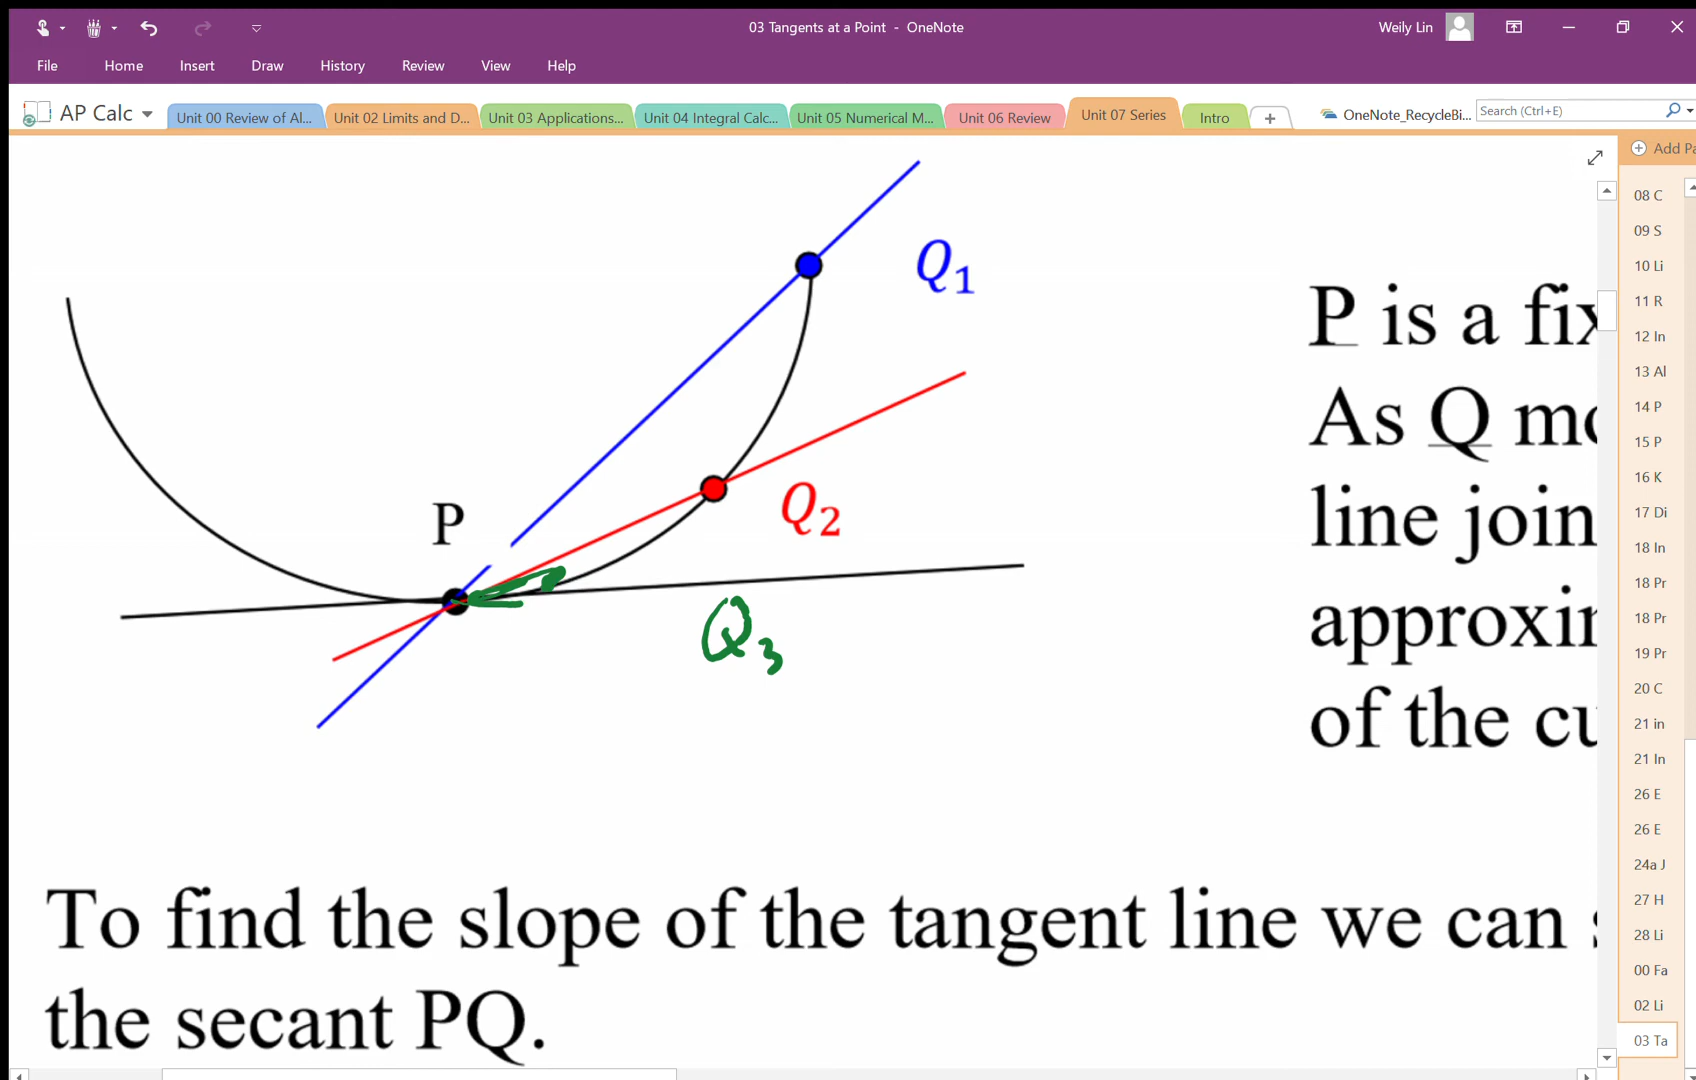 03 Tangents at a Point - OneNote
Weily Lin
File Home Insert Draw History Review View Help
AP Calc
Unit 00 Review of Al...
Unit 02 Limits and D...
Unit 03 Applications...
Unit 04 Integral Calc...
Unit 05 Numerical M...
Unit 06 Review
Unit 07 Series
Intro
+
OneNote_RecycleBi...
Search (Ctrl+E)
Add Pa
Q1
Q2
P
Q3
P is a fix
As Q mo
line join
approxin
of the cu
To find the slope of the tangent line we can s
the secant PQ.
08 C
09 S
10 Li
11 R
12 In
13 Al
14 P
15 P
16 K
17 Di
18 In
18 Pr
18 Pr
19 Pr
20 C
21 in
21 In
26 E
26 E
24a J
27 H
28 Li
00 Fa
02 Li
03 Ta